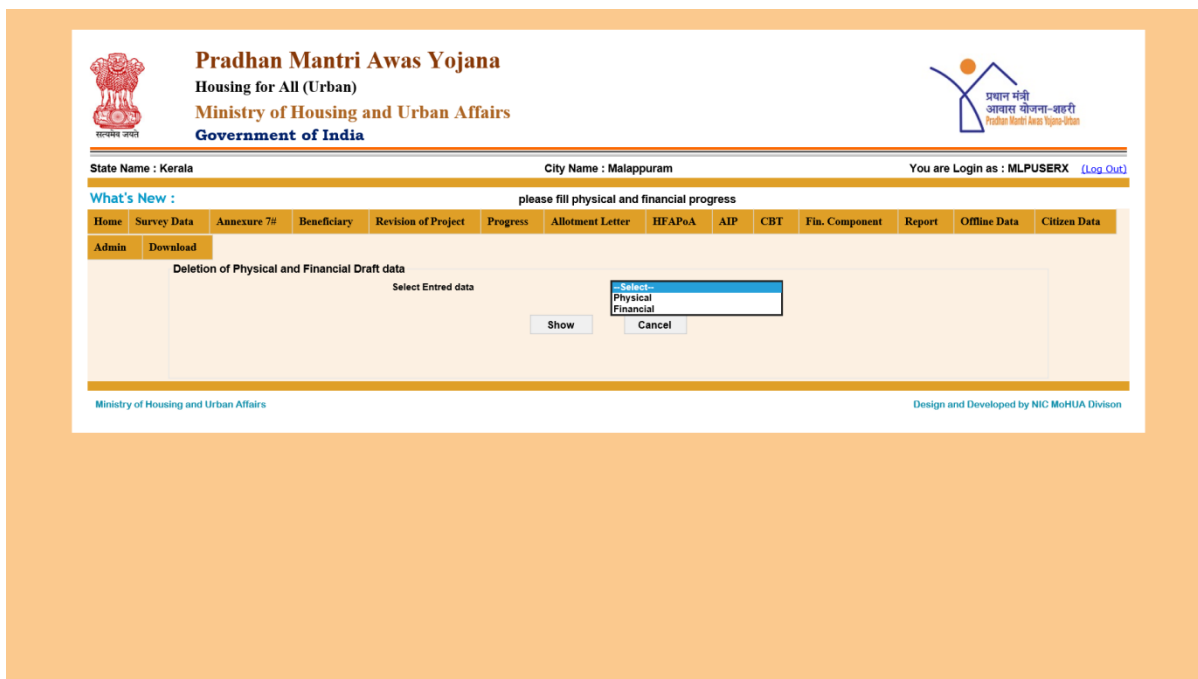 Pradhan Mantri Awas Yojana
Housing for All (Urban)
Ministry of Housing and Urban Affairs
Government of India
सत्यमेव जयते
प्रधान मंत्री
आवास योजना-शहरी
Pradhan Mantri Awas Yojana-Urban
State Name : Kerala City Name : Malappuram You are Login as : MLPUSERX (Log Out)
What's New : please fill physical and financial progress
Home Survey Data Annexure 7# Beneficiary Revision of Project Progress Allotment Letter HFAPoA AIP CBT Fin. Component Report Offline Data Citizen Data
Admin Download
Deletion of Physical and Financial Draft data
Select Entred data --Select--
Physical
Financial
Show Cancel
Ministry of Housing and Urban Affairs Design and Developed by NIC MoHUA Divison